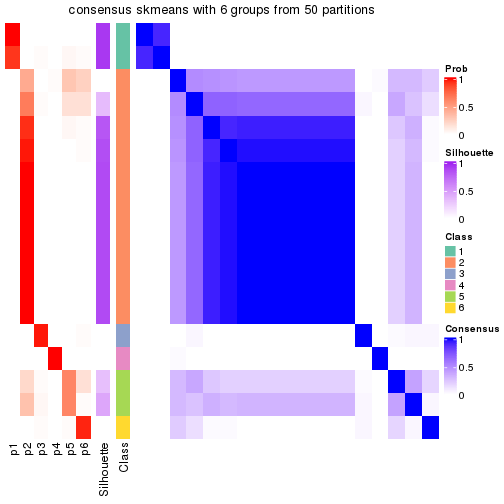 consensus skmeans with 6 groups from 50 partitions
Prob
1
0.5
0
Silhouette
1
0.5
0
Class
1
2
3
4
5
6
Consensus
1
0.5
0
p1
p2
p3
p4
p5
p6
Silhouette
Class